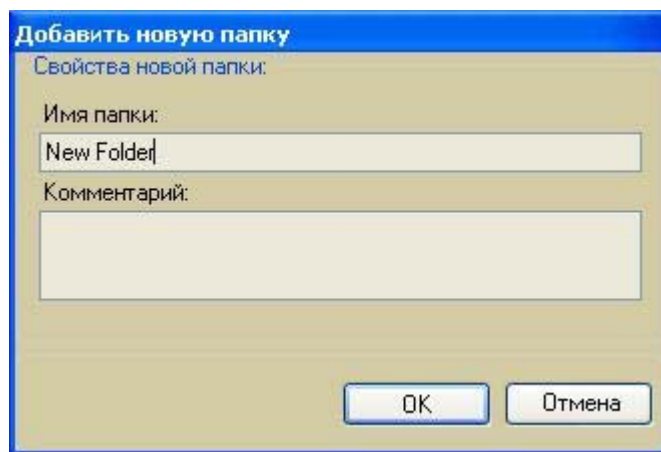 Добавить новую папку
Свойства новой папки:
Имя папки:
New Folder
Комментарий:
OK Отмена